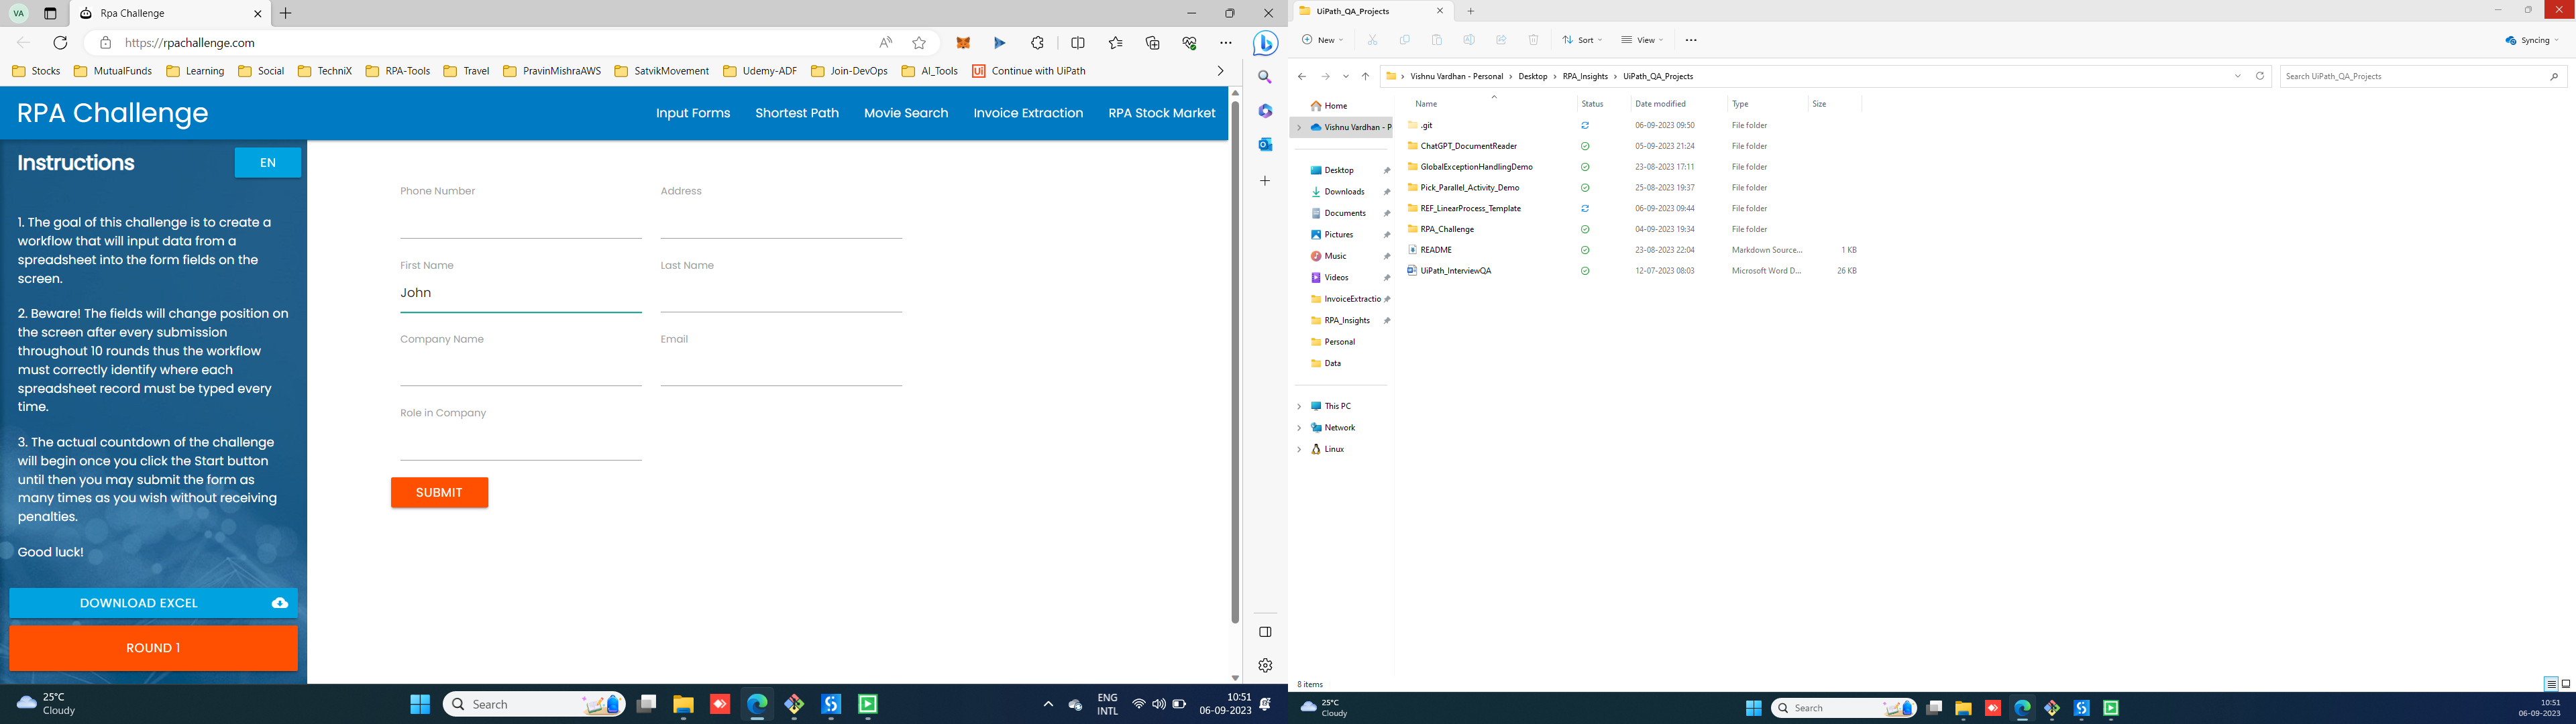 VA
Rpa Challenge
https://rpachallenge.com
Stocks MutualFunds Learning Social TechniX RPA-Tools Travel PravinMishraAWS SatvikMovement Udemy-ADF Join-DevOps AI_Tools Ui Continue with UiPath
RPA Challenge
Input Forms Shortest Path Movie Search Invoice Extraction RPA Stock Market
Instructions
EN
1. The goal of this challenge is to create a
workflow that will input data from a
spreadsheet into the form fields on the
screen.
2. Beware! The fields will change position on
the screen after every submission
throughout 10 rounds thus the workflow
must correctly identify where each
spreadsheet record must be typed every
time.
3. The actual countdown of the challenge
will begin once you click the Start button
until then you may submit the form as
many times as you wish without receiving
penalties.
Good luck!
DOWNLOAD EXCEL
ROUND 1
Phone Number Address
First Name Last Name
John
Company Name Email
Role in Company
SUBMIT
25°C
Cloudy
Search
ENG
INTL
10:51
06-09-2023
UiPath_QA_Projects
New Sort View
Syncing
Vishnu Vardhan - Personal Desktop RPA_Insights UiPath_QA_Projects
Search UiPath_QA_Projects
Home
Vishnu Vardhan - P
Desktop
Downloads
Documents
Pictures
Music
Videos
InvoiceExtractio
RPA_Insights
Personal
Data
This PC
Network
Linux
Name Status Date modified Type Size
.git 06-09-2023 09:50 File folder
ChatGPT_DocumentReader 05-09-2023 21:24 File folder
GlobalExceptionHandlingDemo 23-08-2023 17:11 File folder
Pick_Parallel_Activity_Demo 25-08-2023 19:37 File folder
REF_LinearProcess_Template 06-09-2023 09:44 File folder
RPA_Challenge 04-09-2023 19:34 File folder
README 23-08-2023 22:04 Markdown Source... 1 KB
UiPath_InterviewQA 12-07-2023 08:03 Microsoft Word D... 26 KB
8 items
25°C
Cloudy
Search
10:51
06-09-2023